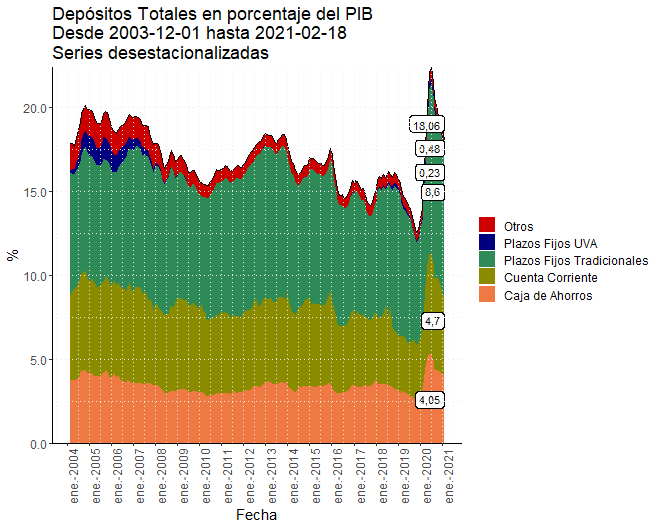 Depósitos Totales en porcentaje del PIB
Desde 2003-12-01 hasta 2021-02-18
Series desestacionalizadas
20.0
15.0
10.0
5.0
0.0
%
18,06
0,48
0,23
8,6
4,7
4,05
Otros
Plazos Fijos UVA
Plazos Fijos Tradicionales
Cuenta Corriente
Caja de Ahorros
ene.-2004
ene.-2005
ene.-2006
ene.-2007
ene.-2008
ene.-2009
ene.-2010
ene.-2011
ene.-2012
ene.-2013
ene.-2014
ene.-2015
ene.-2016
ene.-2017
ene.-2018
ene.-2019
ene.-2020
ene.-2021
Fecha